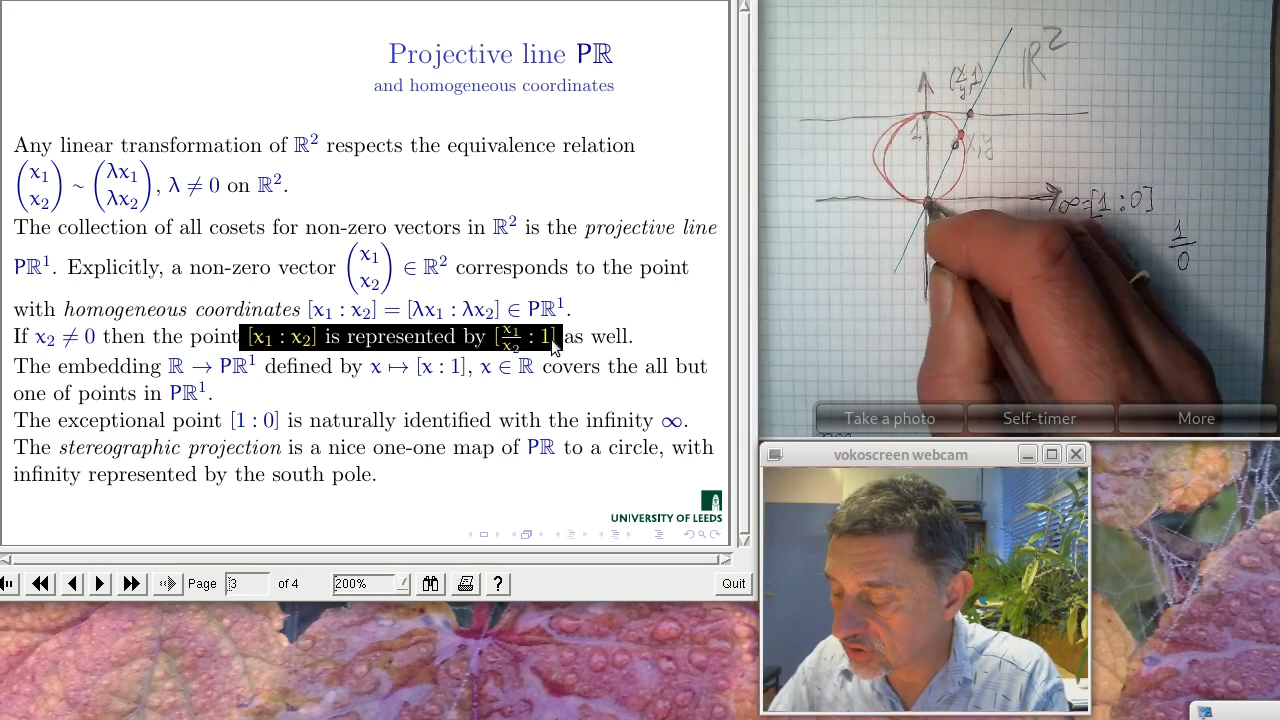 Projective line Pℝ
and homogeneous coordinates
Any linear transformation of ℝ² respects the equivalence relation
(x₁ x₂) ~ (λx₁ λx₂), λ ≠ 0 on ℝ².
The collection of all cosets for non-zero vectors in ℝ² is the projective line
Pℝ¹. Explicitly, a non-zero vector (x₁ x₂) ∈ ℝ² corresponds to the point
with homogeneous coordinates [x₁ : x₂] = [λx₁ : λx₂] ∈ Pℝ¹.
If x₂ ≠ 0 then the point [x₁ : x₂] is represented by [x₁/x₂ : 1] as well.
The embedding ℝ → Pℝ¹ defined by x ↦ [x : 1], x ∈ ℝ covers the all but
one of points in Pℝ¹.
The exceptional point [1 : 0] is naturally identified with the infinity ∞.
The stereographic projection is a nice one-one map of Pℝ to a circle, with
infinity represented by the south pole.
UNIVERSITY OF LEEDS
Page 3 of 4 200% ? Quit
ℝ²
(x/y, 1)
1
x,y
∞=[1:0]
1/0
Take a photo Self-timer More
vokoscreen webcam